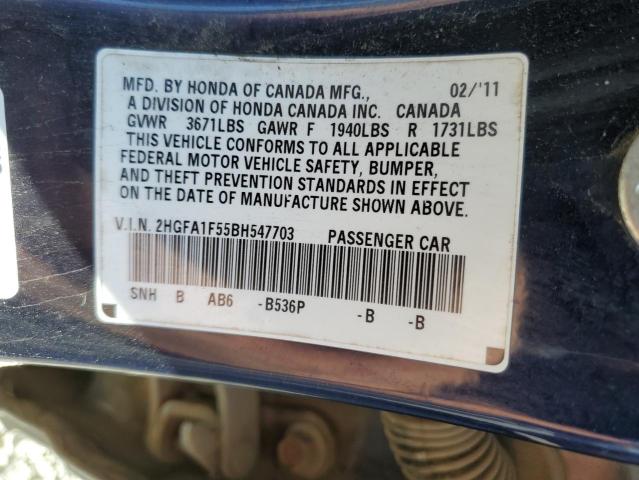 MFD. BY HONDA OF CANADA MFG., 02/'11
A DIVISION OF HONDA CANADA INC. CANADA
GVWR 3671LBS GAWR F 1940LBS R 1731LBS
THIS VEHICLE CONFORMS TO ALL APPLICABLE
FEDERAL MOTOR VEHICLE SAFETY, BUMPER,
AND THEFT PREVENTION STANDARDS IN EFFECT
ON THE DATE OF MANUFACTURE SHOWN ABOVE.
V.I.N. 2HGFA1F55BH547703 PASSENGER CAR
SNH B AB6 -B536P -B -B